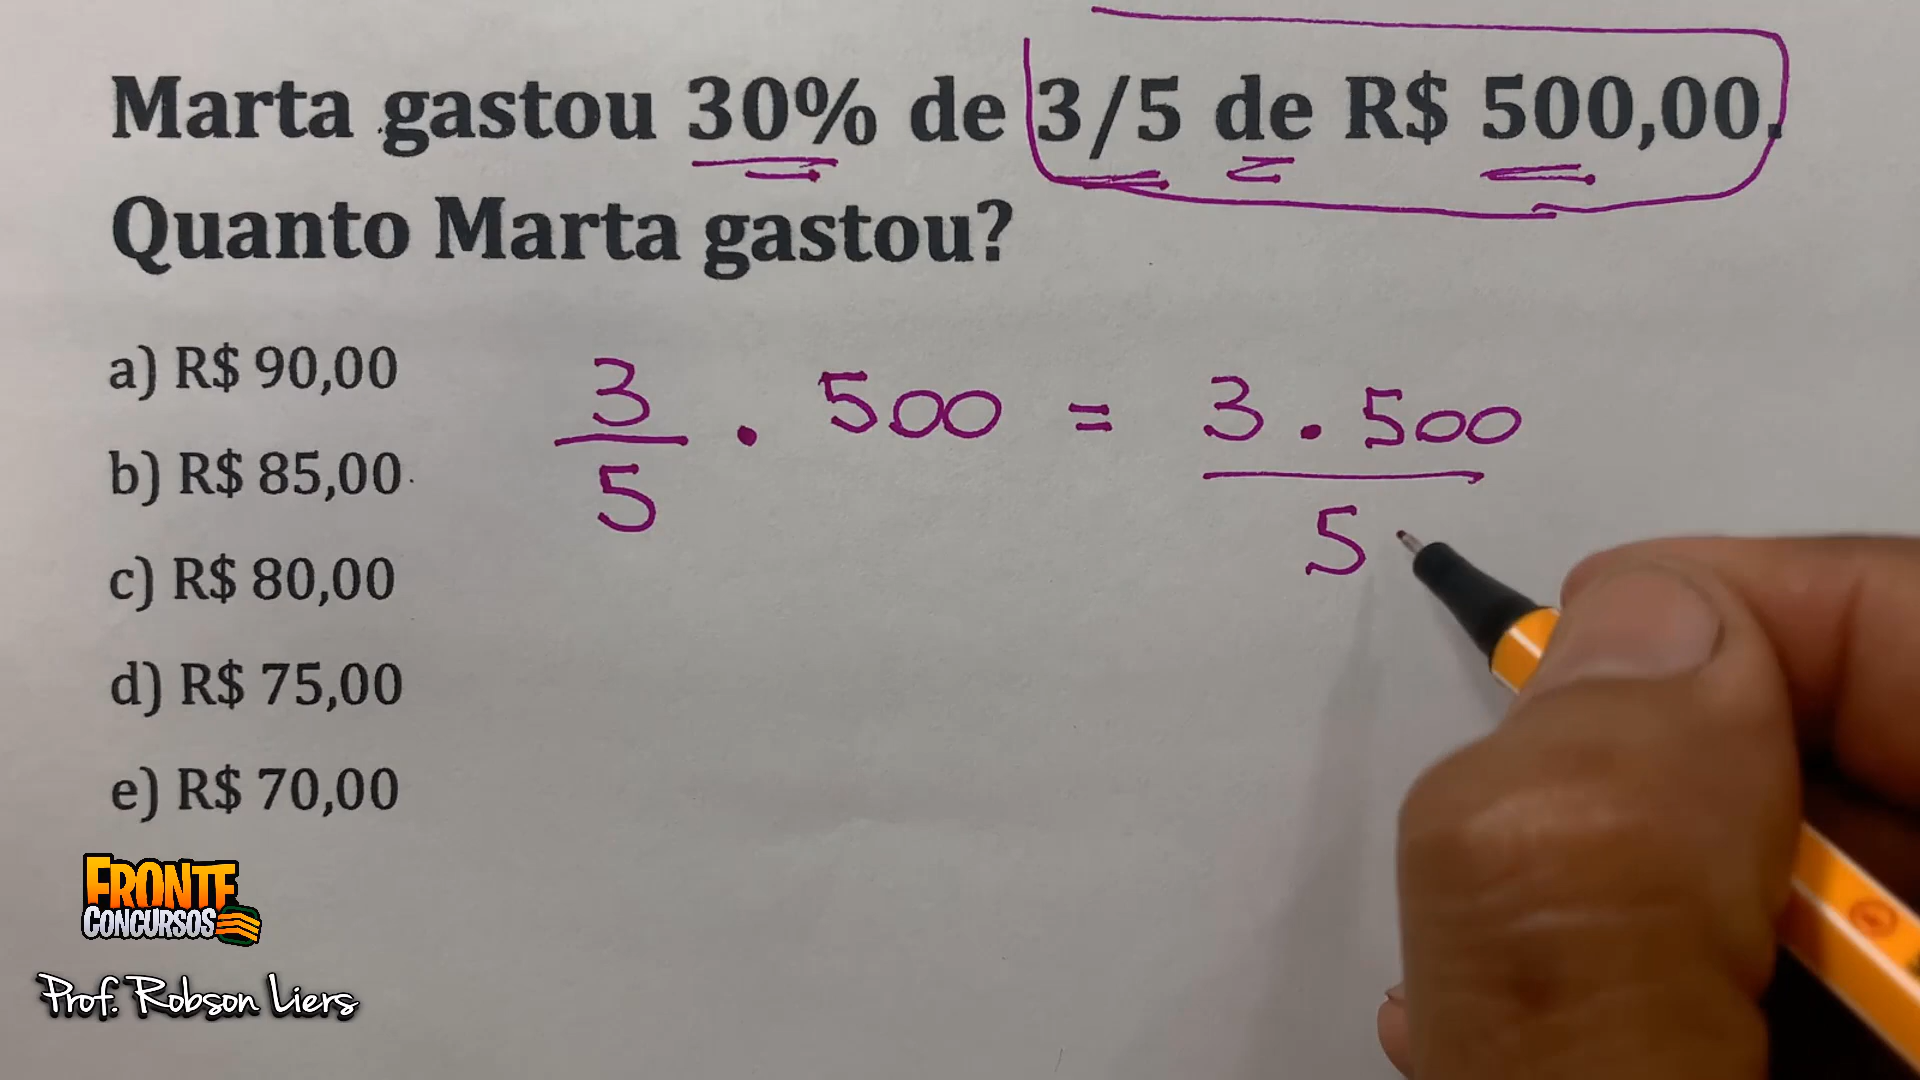 Marta gastou 30% de 3/5 de R$ 500,00.
Quanto Marta gastou?
a) R$ 90,00
b) R$ 85,00
c) R$ 80,00
d) R$ 75,00
e) R$ 70,00
3/5 . 500 = 3 . 500/5
FRONTE
CONCURSOS
Prof. Robson Liers